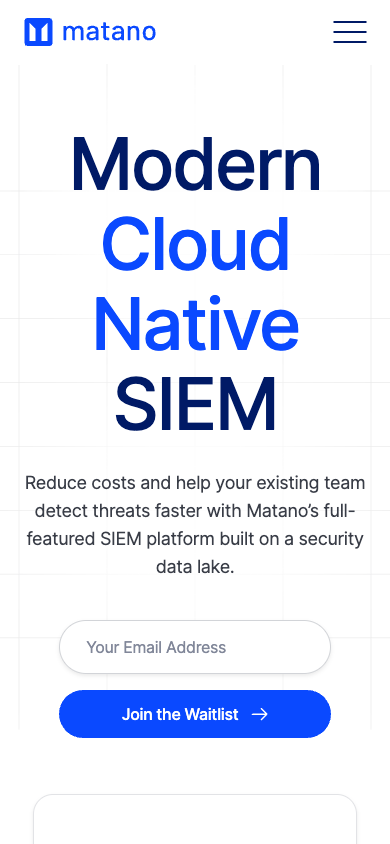 matano
Modern
Cloud
Native
SIEM
Reduce costs and help your existing team
detect threats faster with Matano’s full-
featured SIEM platform built on a security
data lake.
Your Email Address
Join the Waitlist